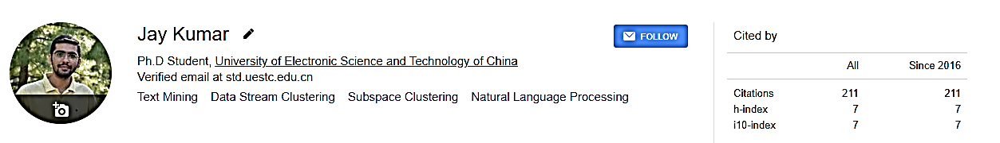 Jay Kumar
FOLLOW
Ph.D Student, University of Electronic Science and Technology of China
Verified email at std.uestc.edu.cn
Text Mining Data Stream Clustering Subspace Clustering Natural Language Processing
Cited by
All Since 2016
Citations 211 211
h-index 7 7
i10-index 7 7